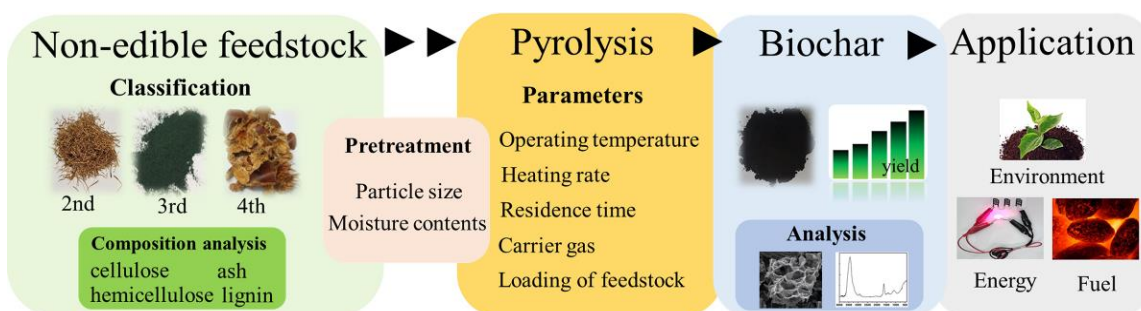 Non-edible feedstock
Classification
2nd 3rd 4th
Composition analysis
cellulose ash
hemicellulose lignin
Pretreatment
Particle size
Moisture contents
Pyrolysis
Parameters
Operating temperature
Heating rate
Residence time
Carrier gas
Loading of feedstock
Biochar
yield
Analysis
Application
Environment
Energy Fuel